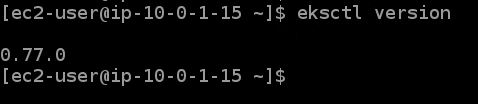 [ec2-user@ip-10-0-1-15 ~]$ eksctl version
0.77.0
[ec2-user@ip-10-0-1-15 ~]$